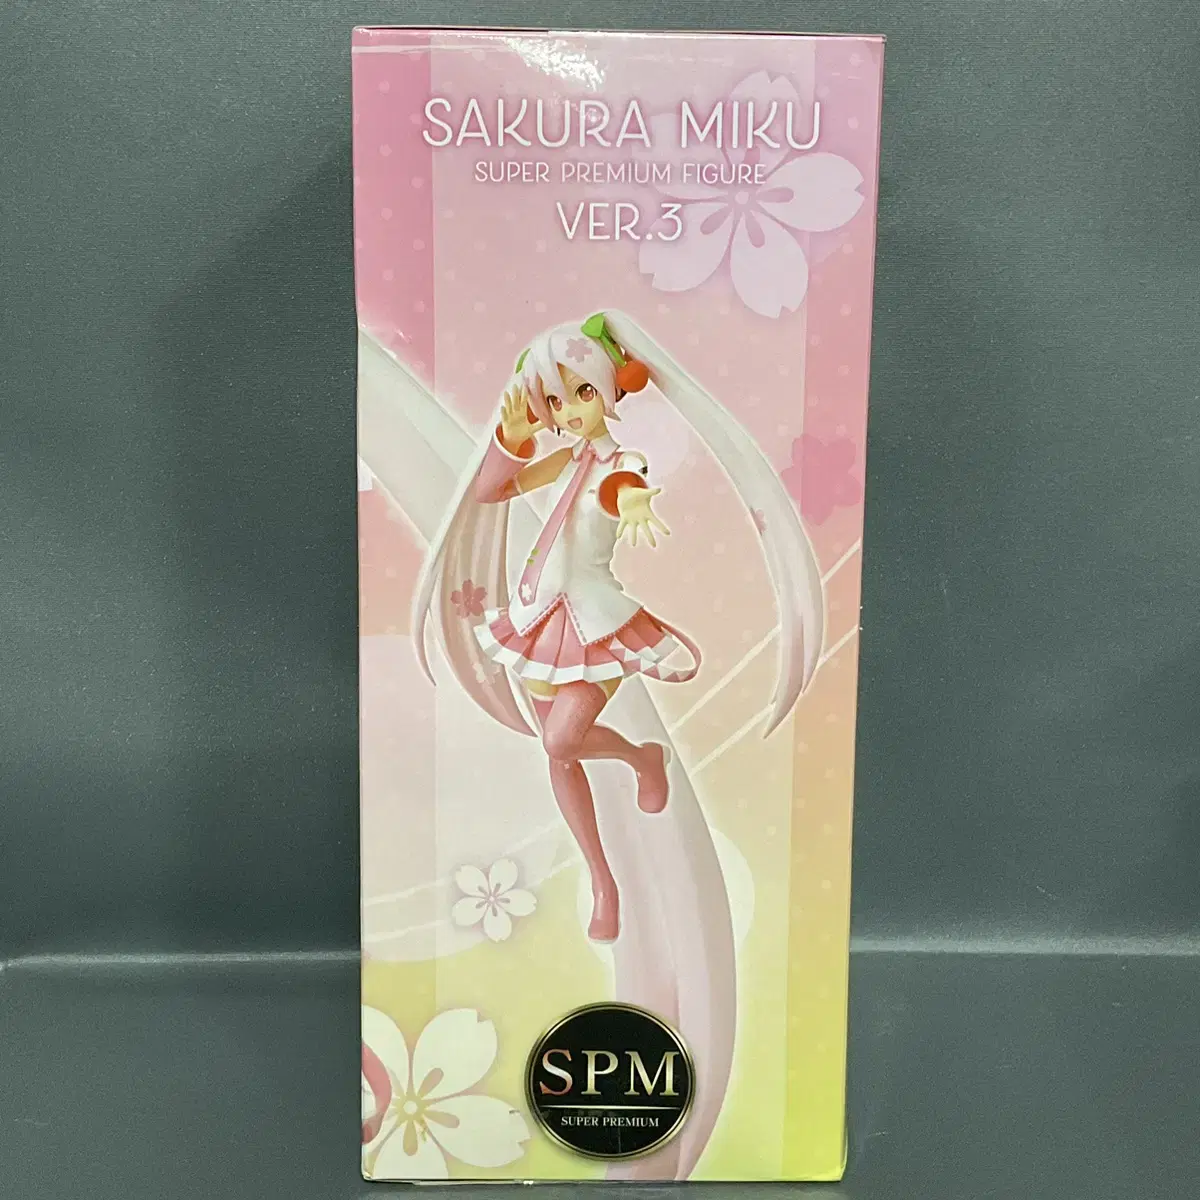 SAKURA MIKU
SUPER PREMIUM FIGURE
VER.3
SPM
SUPER PREMIUM